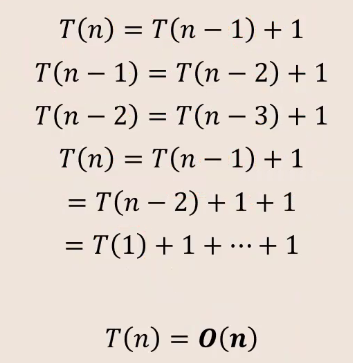 T(n) = T(n − 1) + 1
T(n − 1) = T(n − 2) + 1
T(n − 2) = T(n − 3) + 1
T(n) = T(n − 1) + 1
= T(n − 2) + 1 + 1
= T(1) + 1 + ⋯ + 1
T(n) = O(n)